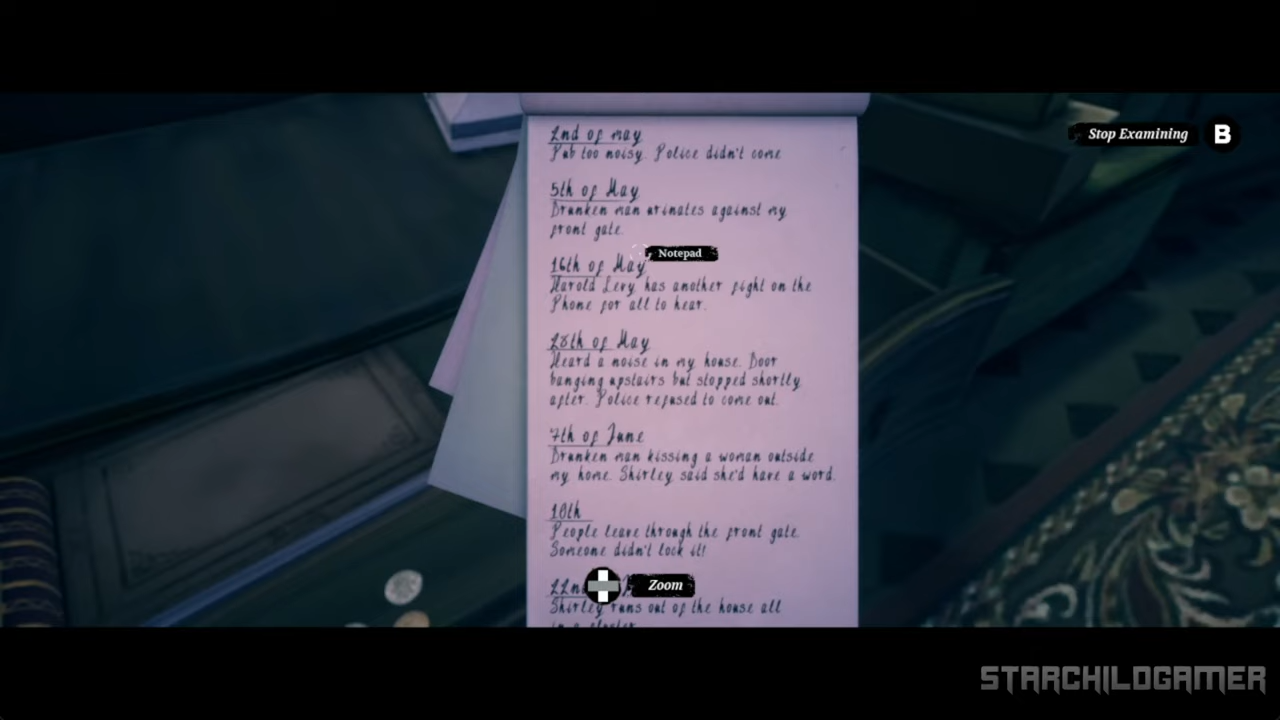 2nd of may
Pub too noisy. Police didn't come
5th of May
Drunken man urinates against my
front gate.
Notepad
16th of May
Harold Levy has another fight on the
Phone for all to hear.
28th of May
Heard a noise in my house. Door
banging upstairs but stopped shortly
after. Police refused to come out.
7th of June
Drunken man kissing a woman outside
my home. Shirley said she'd have a word.
10th
People leave through the front gate.
Someone didn't lock it!
Shirley runs out of the house all
in a
Stop Examining B
Zoom
STARCHILDGAMER